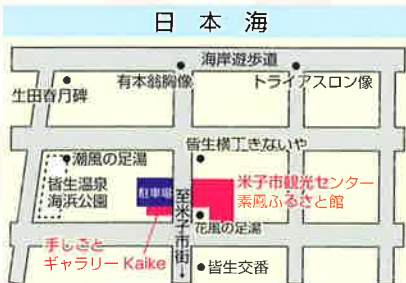 日本海
海岸遊歩道
有本翁胸像
トライアスロン像
生田春月碑
皆生横丁きないや
潮風の足湯
皆生温泉
海浜公園
駐車場
至米子市街→
米子市観光センター
素鳳ふるさと館
花風の足湯
手しごと
ギャラリー Kaike
皆生交番